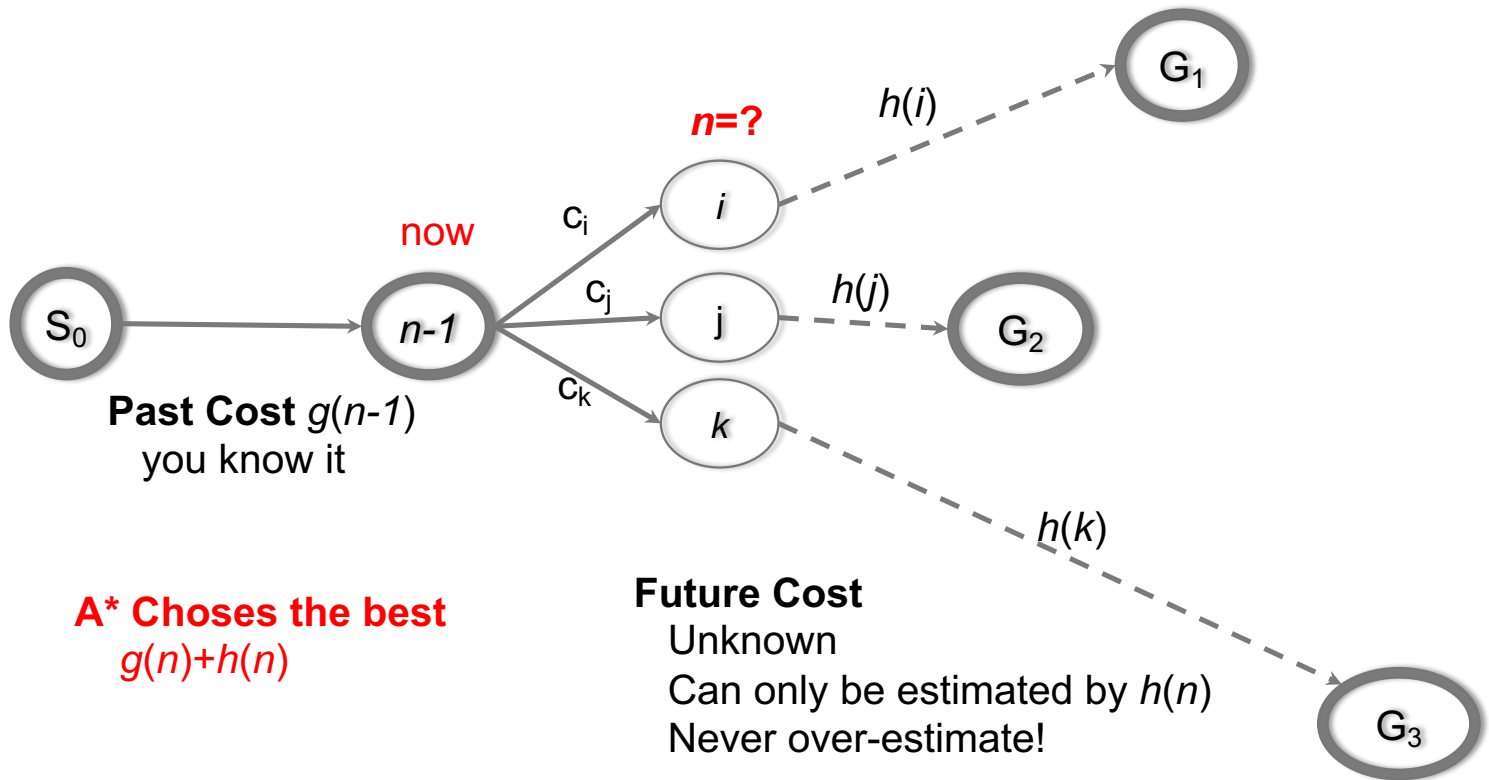 G₁
h(i)
n=?
i
cᵢ
now
S₀
n-1
cⱼ
j
h(j)
G₂
cₖ
k
Past Cost g(n-1)
you know it
h(k)
A* Choses the best
g(n)+h(n)
Future Cost
Unknown
Can only be estimated by h(n)
Never over-estimate!
G₃